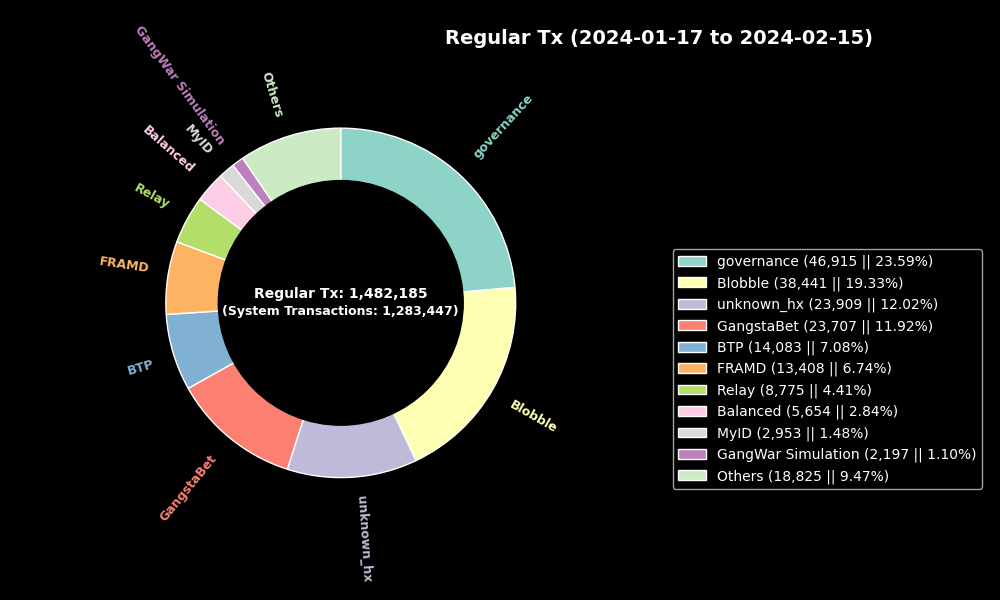 Regular Tx (2024-01-17 to 2024-02-15)
GangWar Simulation
Others
governance
MyID
Balanced
Relay
FRAMD
BTP
GangstaBet
unknown_hx
Blobble
Regular Tx: 1,482,185
(System Transactions: 1,283,447)
governance (46,915 || 23.59%)
Blobble (38,441 || 19.33%)
unknown_hx (23,909 || 12.02%)
GangstaBet (23,707 || 11.92%)
BTP (14,083 || 7.08%)
FRAMD (13,408 || 6.74%)
Relay (8,775 || 4.41%)
Balanced (5,654 || 2.84%)
MyID (2,953 || 1.48%)
GangWar Simulation (2,197 || 1.10%)
Others (18,825 || 9.47%)